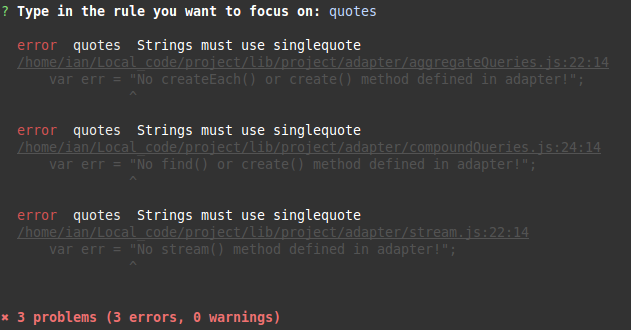 ? Type in the rule you want to focus on: quotes
error  quotes  Strings must use singlequote
/home/ian/Local_code/project/lib/project/adapter/aggregateQueries.js:22:14
var err = "No createEach() or create() method defined in adapter!";
^
error  quotes  Strings must use singlequote
/home/ian/Local_code/project/lib/project/adapter/compoundQueries.js:24:14
var err = "No find() or create() method defined in adapter!";
^
error  quotes  Strings must use singlequote
/home/ian/Local_code/project/lib/project/adapter/stream.js:22:14
var err = "No stream() method defined in adapter!";
^
✖ 3 problems (3 errors, 0 warnings)